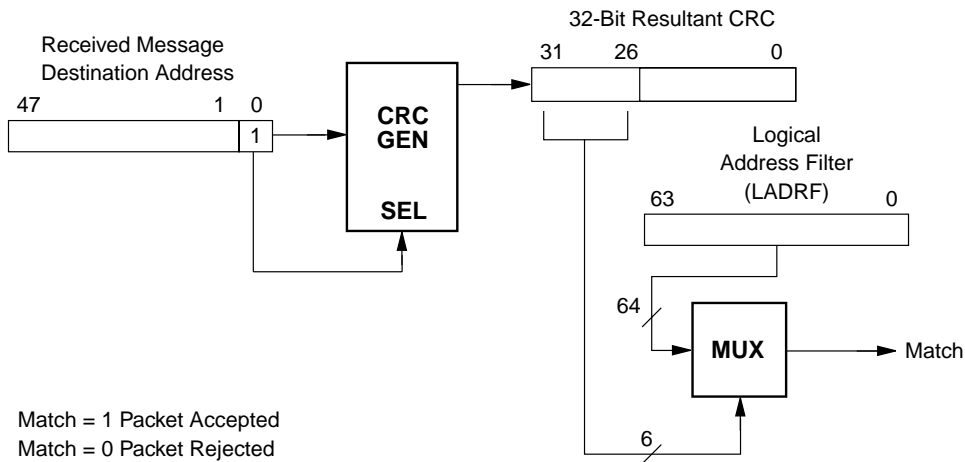 32-Bit Resultant CRC
Received Message
Destination Address
31 26 0
47 1 0
1
CRC
GEN
SEL
Logical
Address Filter
(LADRF)
63 0
64
MUX
Match
6
Match = 1 Packet Accepted
Match = 0 Packet Rejected